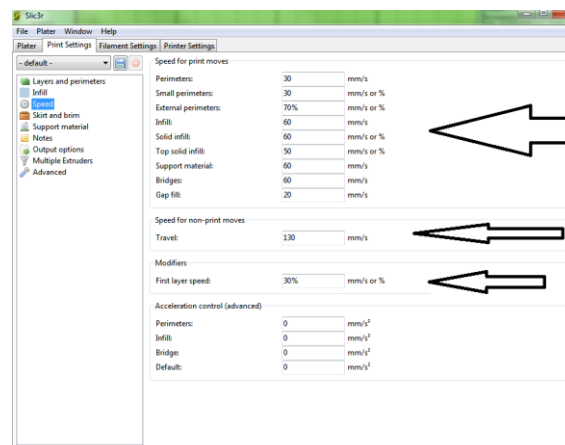 Slic3r
File Plater Window Help
Plater Print Settings Filament Settings Printer Settings
- default -
Layers and perimeters
Infill
Speed
Skirt and brim
Support material
Notes
Output options
Multiple Extruders
Advanced
Speed for print moves
Perimeters: 30 mm/s
Small perimeters: 30 mm/s or %
External perimeters: 70% mm/s or %
Infill: 60 mm/s or %
Solid infill: 60 mm/s or %
Top solid infill: 50 mm/s or %
Support material: 60 mm/s
Bridges: 60 mm/s
Gap fill: 20 mm/s
Speed for non-print moves
Travel: 130 mm/s
Modifiers
First layer speed: 30% mm/s or %
Acceleration control (advanced)
Perimeters: 0 mm/s²
Infill: 0 mm/s²
Bridge: 0 mm/s²
Default: 0 mm/s²